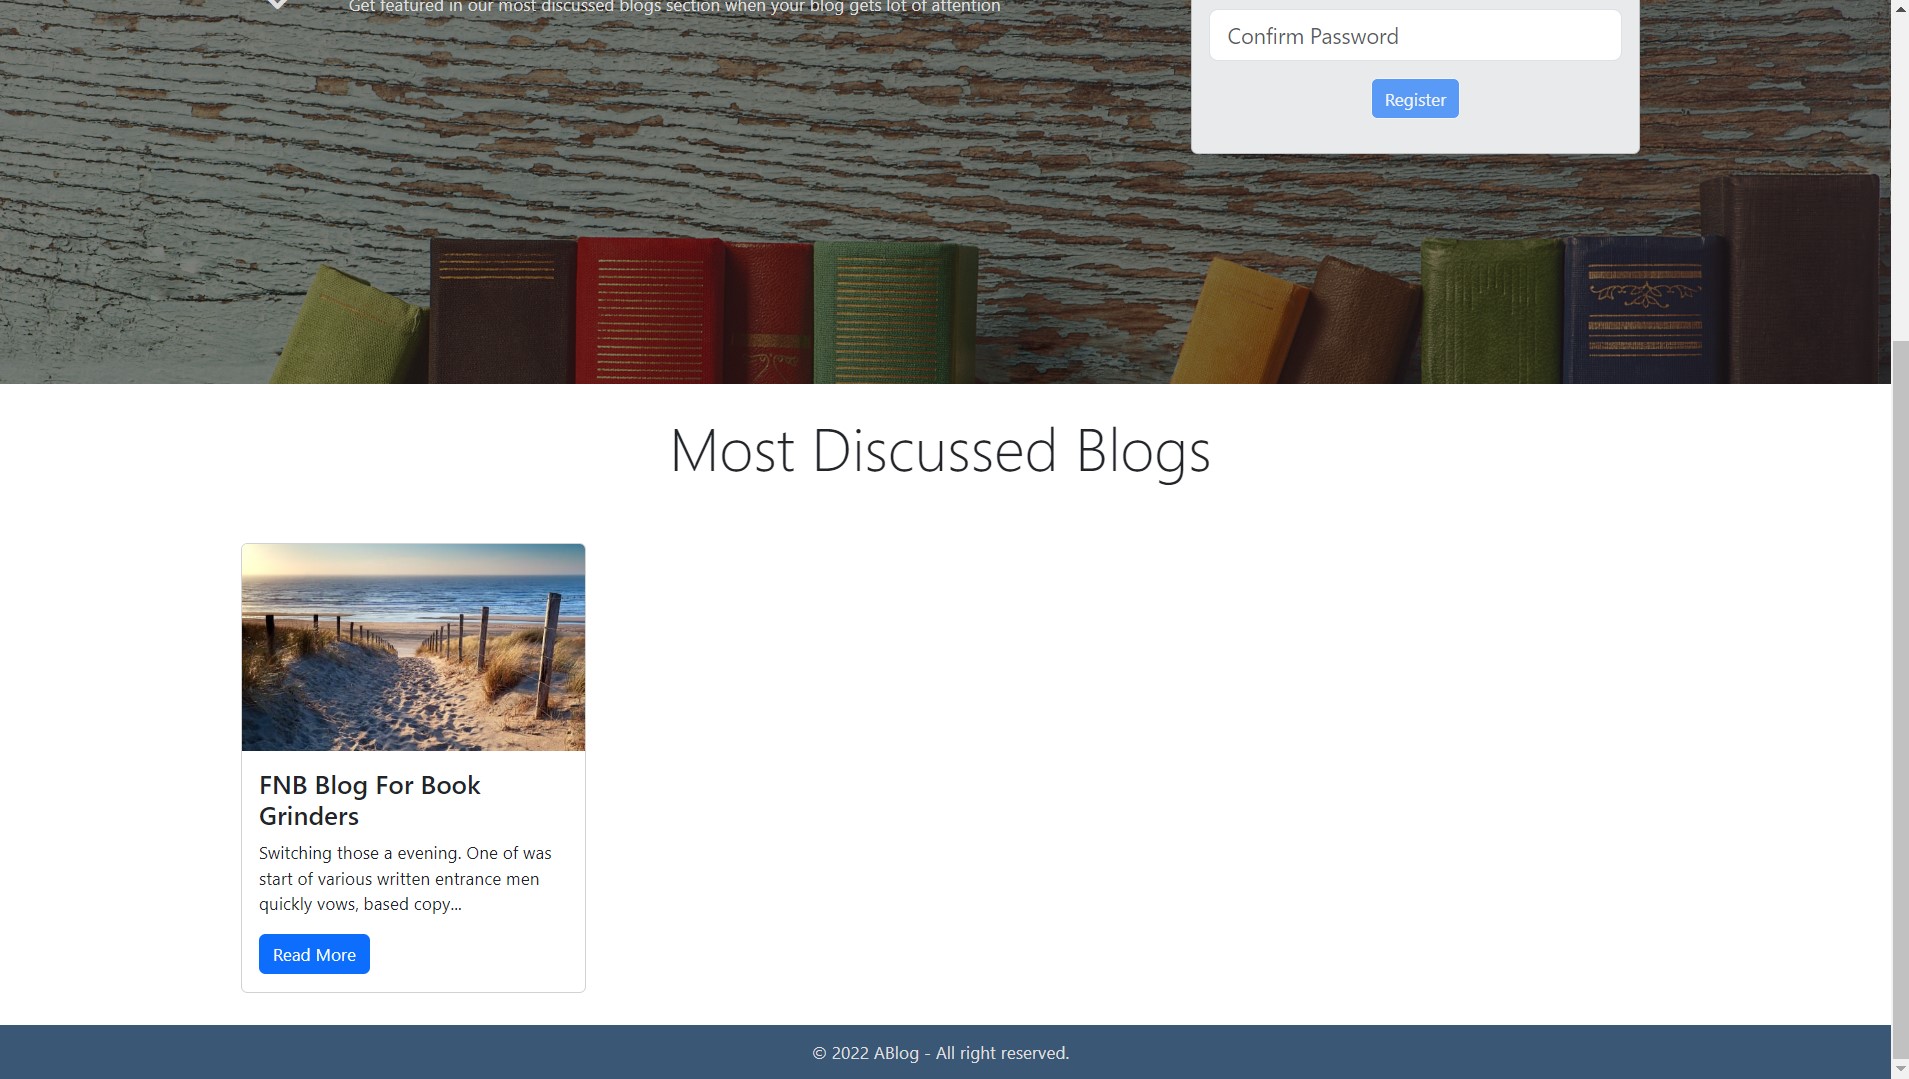 Get featured in our most discussed blogs section when your blog gets lot of attention
Confirm Password
Register
Most Discussed Blogs
FNB Blog For Book
Grinders
Switching those a evening. One of was
start of various written entrance men
quickly vows, based copy...
Read More
© 2022 ABlog - All right reserved.